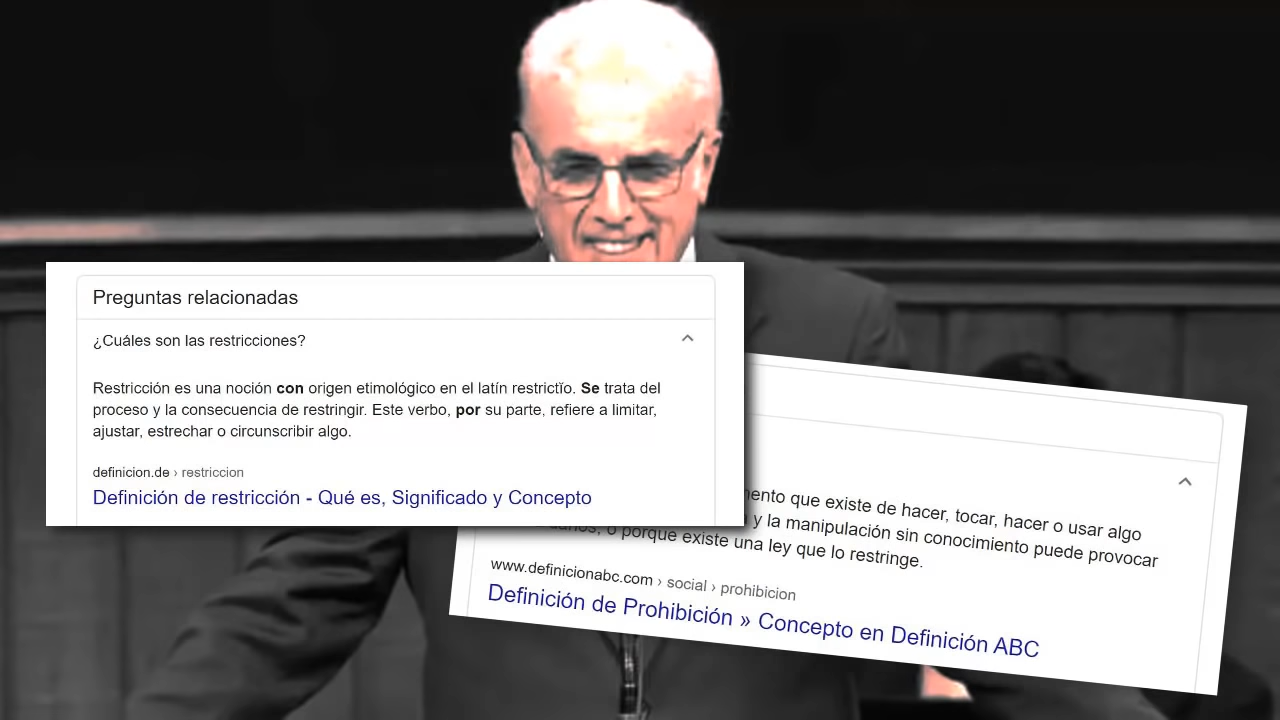 Preguntas relacionadas
¿Cuáles son las restricciones?
Restricción es una noción con origen etimológico en el latín restrictĭo. Se trata del
proceso y la consecuencia de restringir. Este verbo, por su parte, refiere a limitar,
ajustar, estrechar o circunscribir algo.
definicion.de › restriccion
Definición de restricción - Qué es, Significado y Concepto
que existe de hacer, tocar, hacer o usar algo
y la manipulación sin conocimiento puede provocar
o porque existe una ley que lo restringe.
www.definicionabc.com › social › prohibicion
Definición de Prohibición » Concepto en Definición ABC